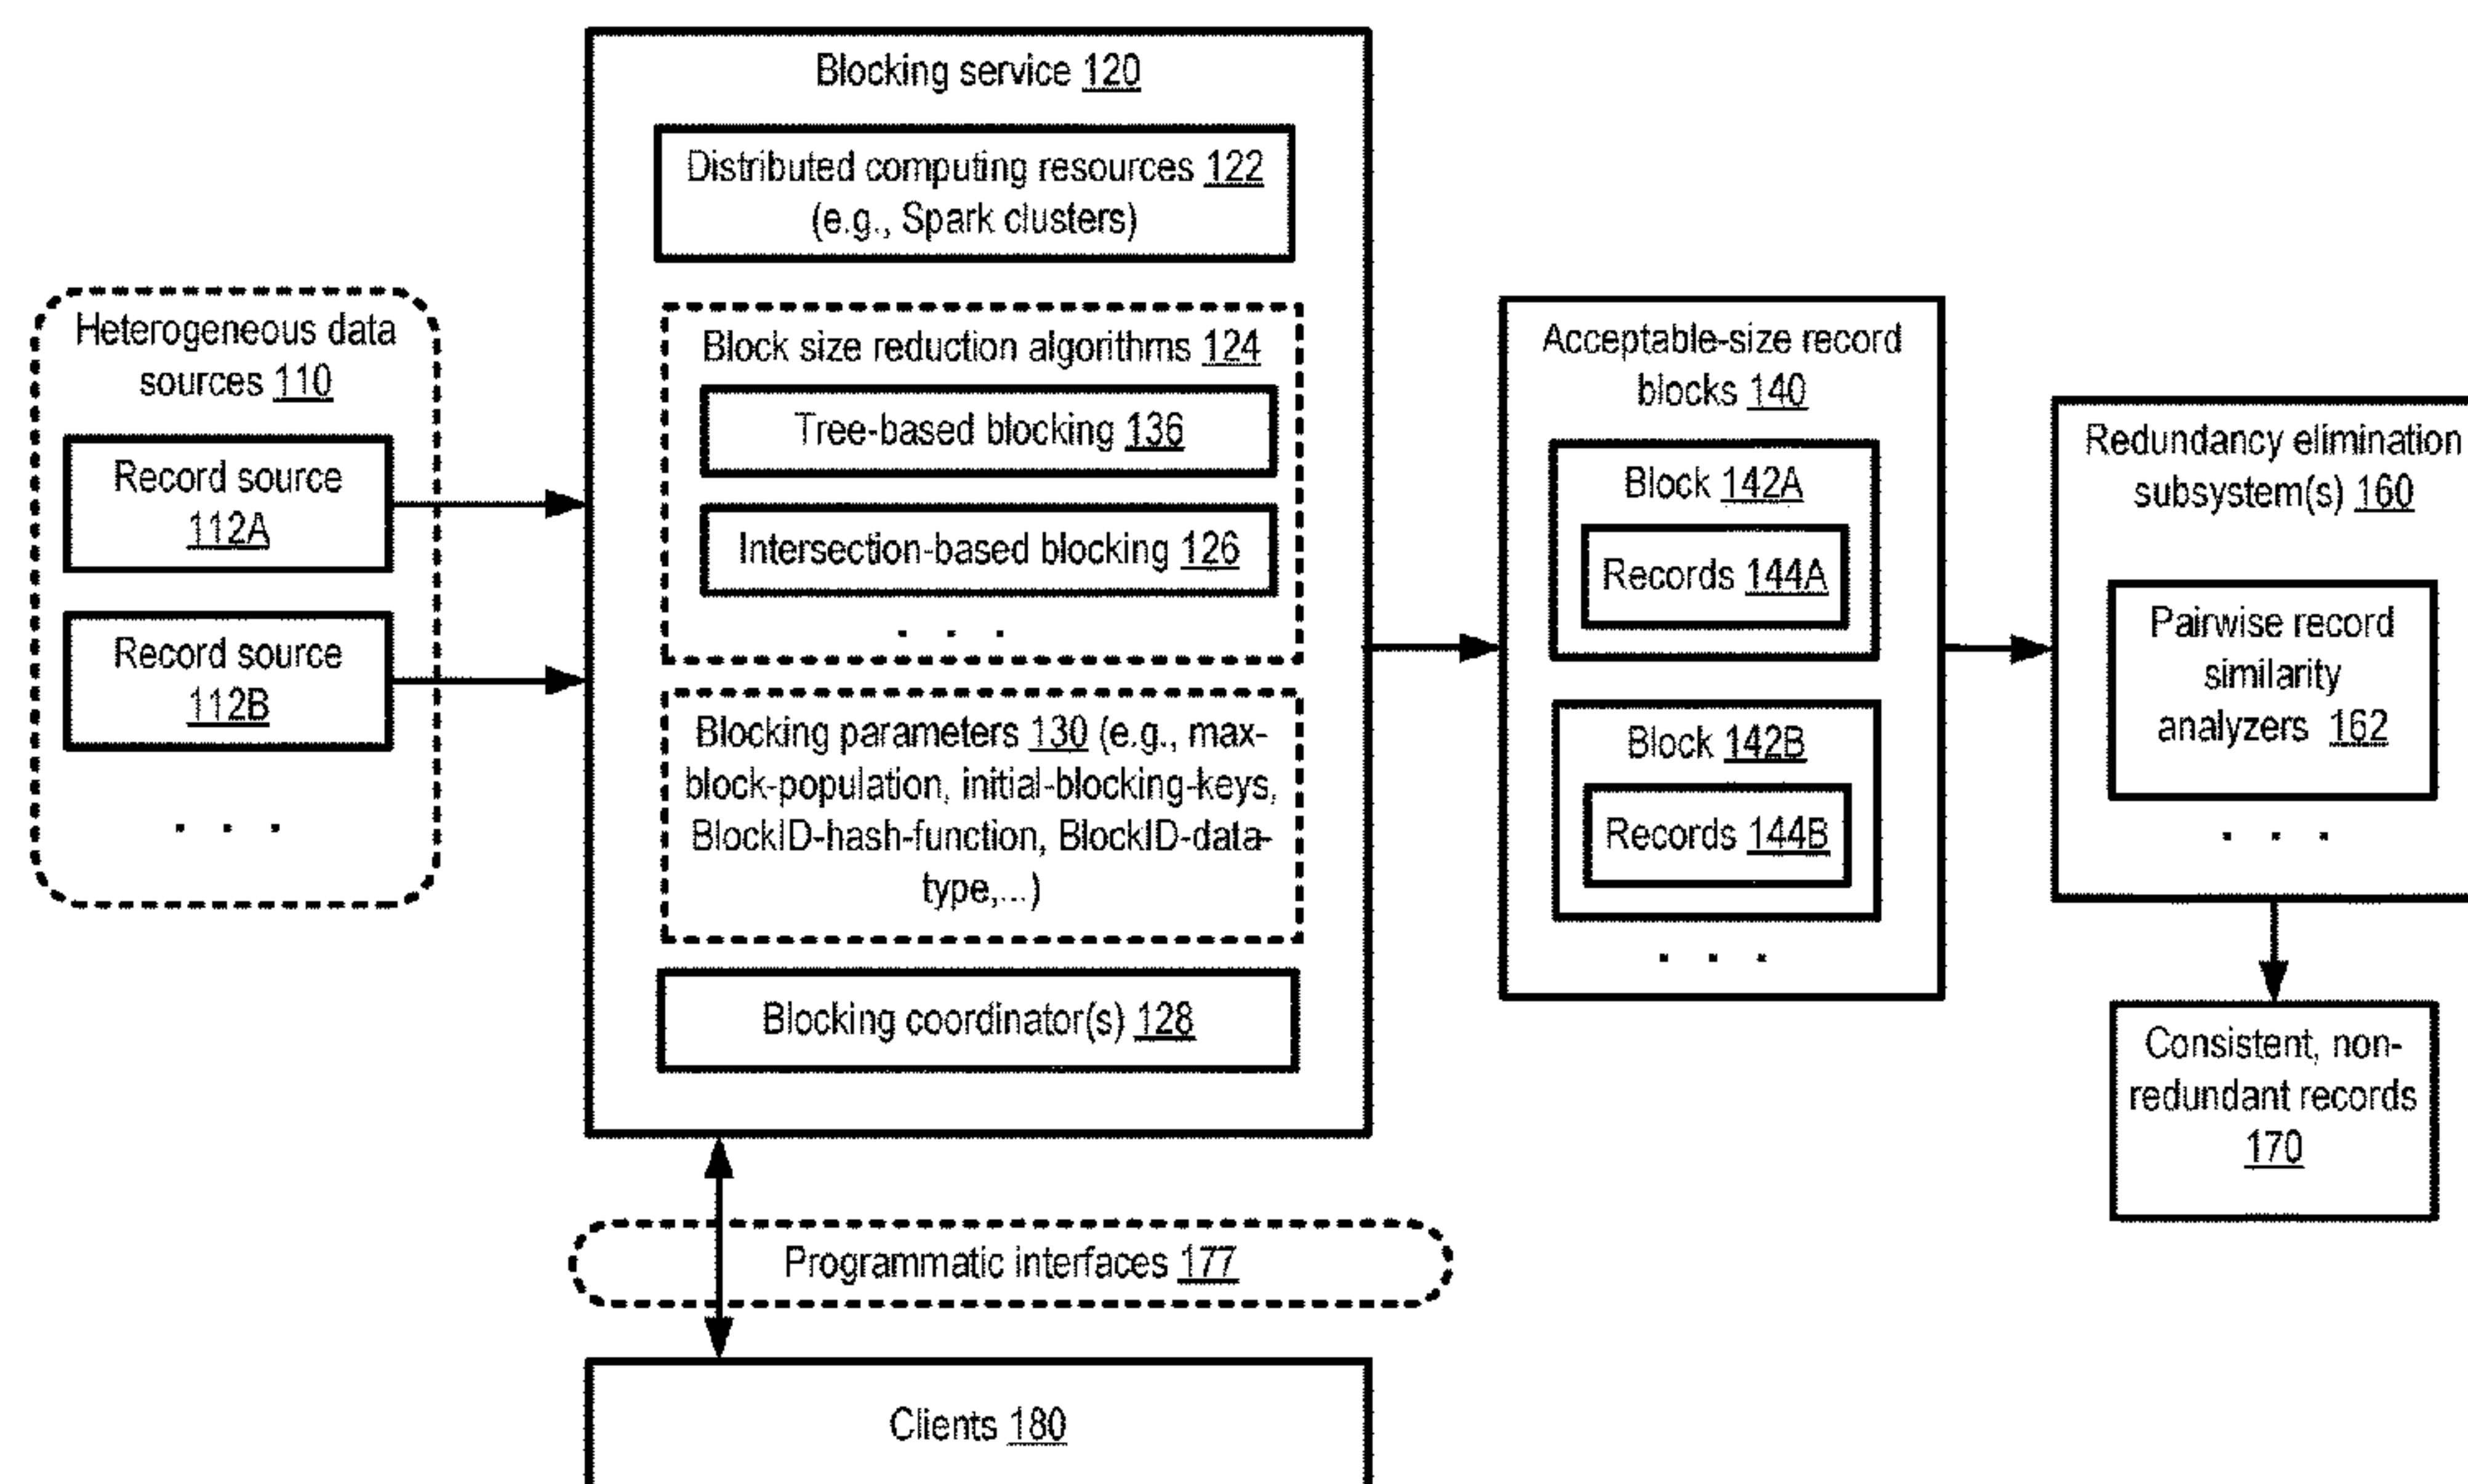 Blocking service 120
Distributed computing resources 122
(e.g., Spark clusters)
Heterogeneous data
sources 110
Record source
112A
Record source
112B
. . .
Block size reduction algorithms 124
Tree-based blocking 136
Intersection-based blocking 126
. . .
Blocking parameters 130 (e.g., max-
block-population, initial-blocking-keys,
BlockID-hash-function, BlockID-data-
type,...)
Blocking coordinator(s) 128
Acceptable-size record
blocks 140
Block 142A
Records 144A
Block 142B
Records 144B
. . .
Redundancy elimination
subsystem(s) 160
Pairwise record
similarity
analyzers 162
. . .
Consistent, non-
redundant records
170
Programmatic interfaces 177
Clients 180